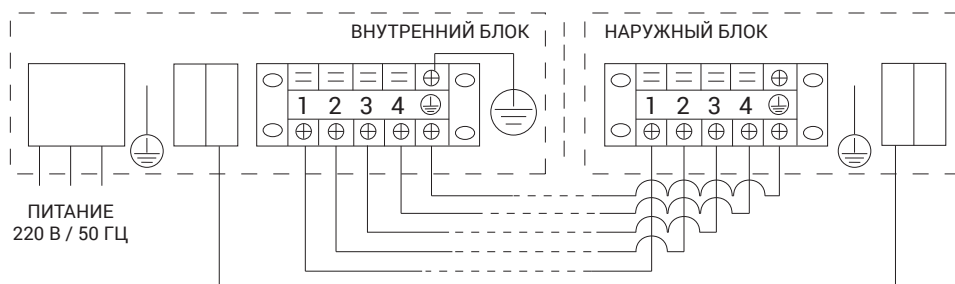 ВНУТРЕННИЙ БЛОК
НАРУЖНЫЙ БЛОК
1 2 3 4
1 2 3 4
ПИТАНИЕ
220 В / 50 ГЦ